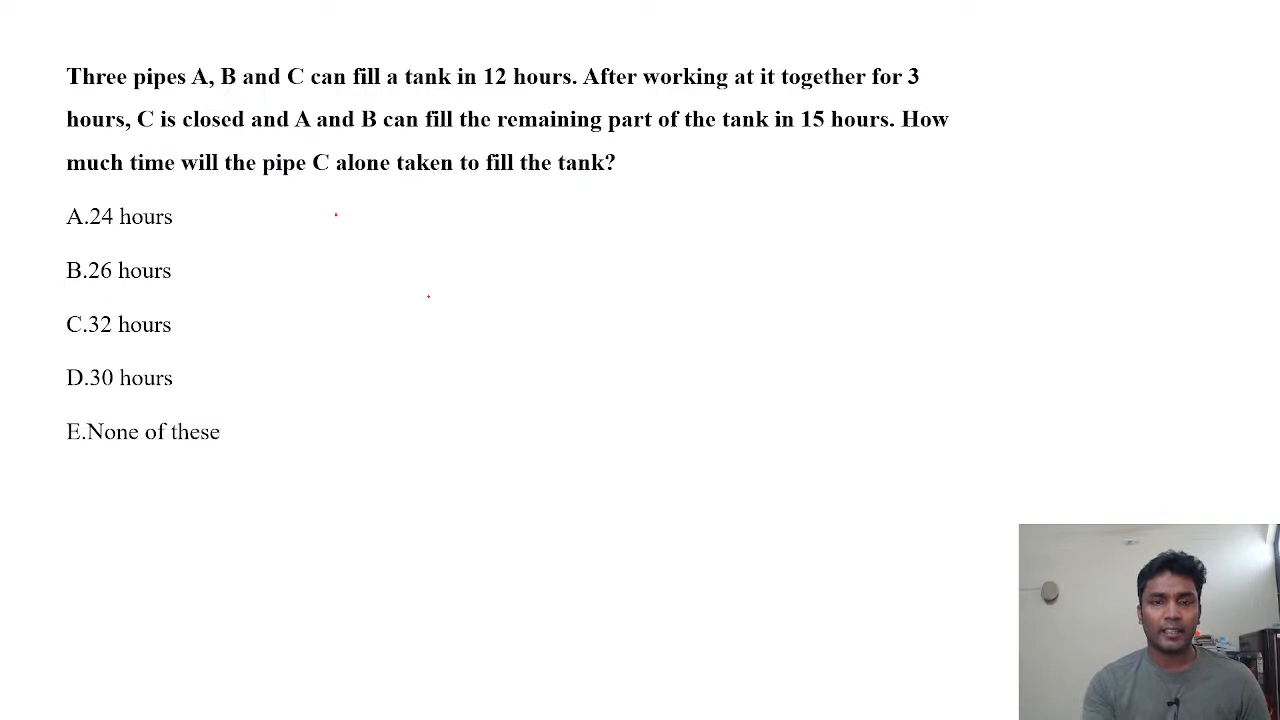 Three pipes A, B and C can fill a tank in 12 hours. After working at it together for 3
hours, C is closed and A and B can fill the remaining part of the tank in 15 hours. How
much time will the pipe C alone taken to fill the tank?
A.24 hours
B.26 hours
C.32 hours
D.30 hours
E.None of these